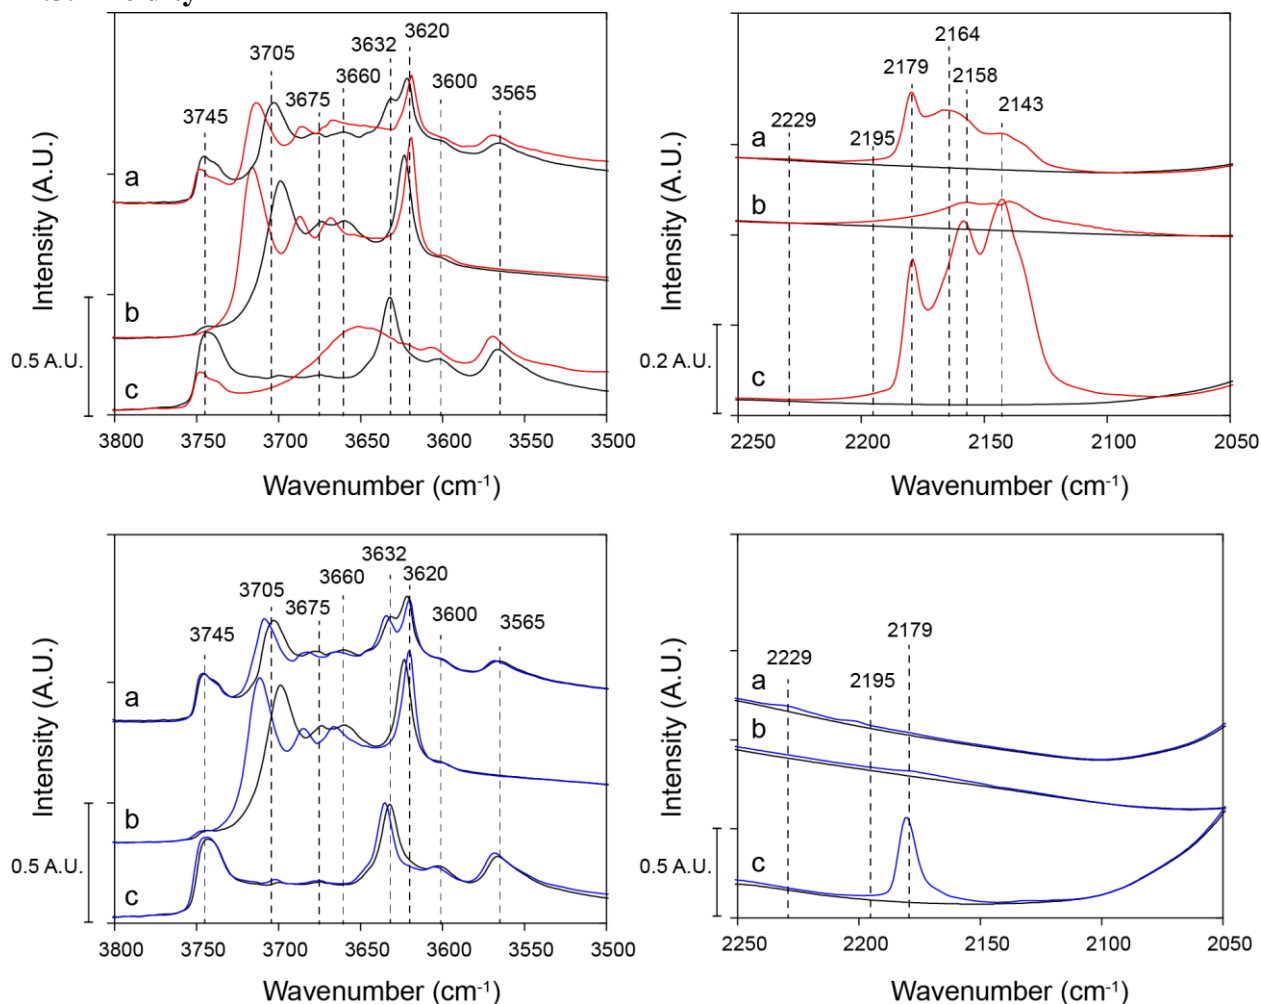 3620
3632
3705
3660
3600
3675
3565
3745
a
b
c
Intensity (A.U.)
0.5 A.U.
3800 3750 3700 3650 3600 3550 3500
Wavenumber (cm-1)
2164
2179
2158
2143
2229
2195
a
b
c
Intensity (A.U.)
0.2 A.U.
2250 2200 2150 2100 2050
Wavenumber (cm-1)
3632
3620
3705
3660
3675
3600
3565
3745
a
b
c
Intensity (A.U.)
0.5 A.U.
3800 3750 3700 3650 3600 3550 3500
Wavenumber (cm-1)
2179
2229
2195
a
b
c
Intensity (A.U.)
0.5 A.U.
2250 2200 2150 2100 2050
Wavenumber (cm-1)